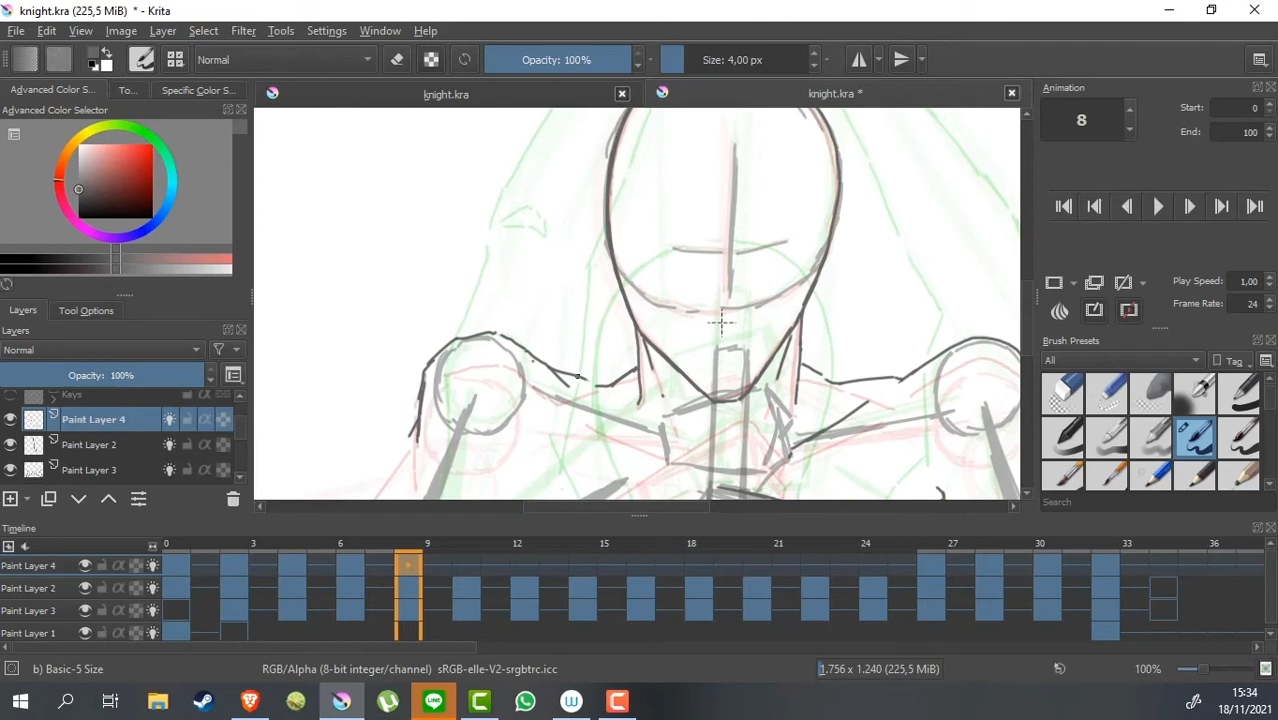 knight.kra (225,5 MiB) * - Krita
File Edit View Image Layer Select Filter Tools Settings Window Help
Normal Opacity: 100% Size: 4,00 px
Advanced Color S... To... Specific Color S...
Advanced Color Selector
knight.kra
knight.kra *
Animation
8
Start: 0
End: 100
Play Speed: 1,00
Frame Rate: 24
Layers Tool Options
Layers
Normal
Opacity: 100%
Keys
Paint Layer 4
Paint Layer 2
Paint Layer 3
Brush Presets
All Tag
Search
Timeline
0 3 6 9 12 15 18 21 24 27 30 33 36
Paint Layer 4
Paint Layer 2
Paint Layer 3
Paint Layer 1
b) Basic-5 Size RGB/Alpha (8-bit integer/channel) sRGB-elle-V2-srgbtrc.icc 1.756 x 1.240 (225,5 MiB) 100%
15:34
18/11/2021